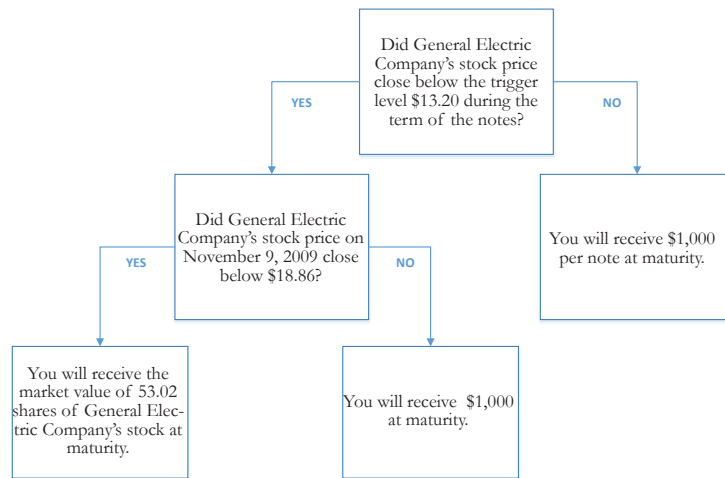 Did General Electric
Company's stock price
close below the trigger
level $13.20 during the
term of the notes?
YES
NO
Did General Electric
Company's stock price on
November 9, 2009 close
below $18.86?
You will receive $1,000
per note at maturity.
YES
NO
You will receive the
market value of 53.02
shares of General Elec-
tric Company's stock at
maturity.
You will receive $1,000
at maturity.